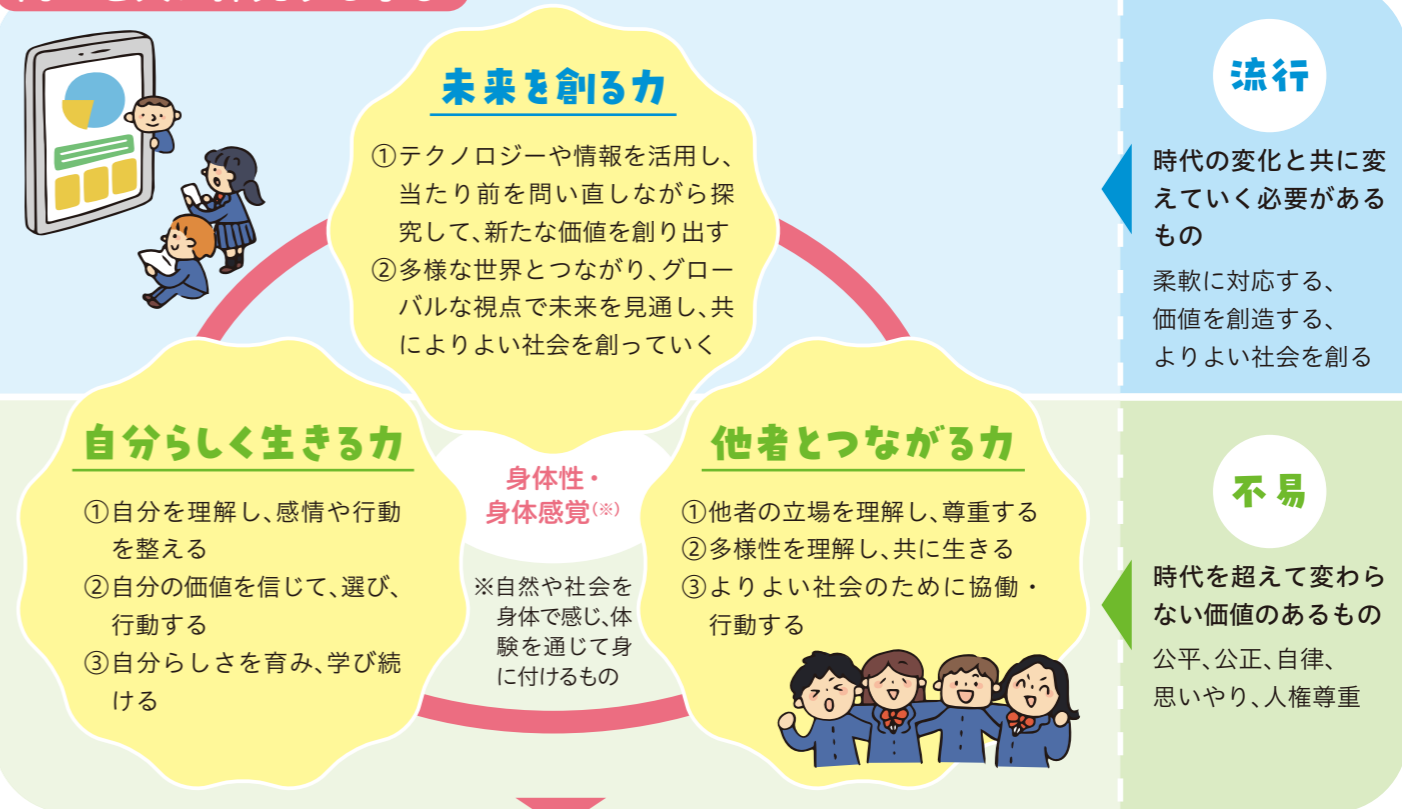 未来を創る力
①テクノロジーや情報を活用し、
当たり前を問い直しながら探
究して、新たな価値を創り出す
②多様な世界とつながり、グロー
バルな視点で未来を見通し、共
によりよい社会を創っていく
流行
時代の変化と共に変
えていく必要がある
もの
柔軟に対応する、
価値を創造する、
よりよい社会を創る
自分らしく生きる力
①自分を理解し、感情や行動
を整える
②自分の価値を信じて、選び、
行動する
③自分らしさを育み、学び続
ける
身体性・
身体感覚(※)
※自然や社会を
身体で感じ、体
験を通じて身
に付けるもの
他者とつながる力
①他者の立場を理解し、尊重する
②多様性を理解し、共に生きる
③よりよい社会のために協働・
行動する
不易
時代を超えて変わら
ない価値のあるもの
公平、公正、自律、
思いやり、人権尊重